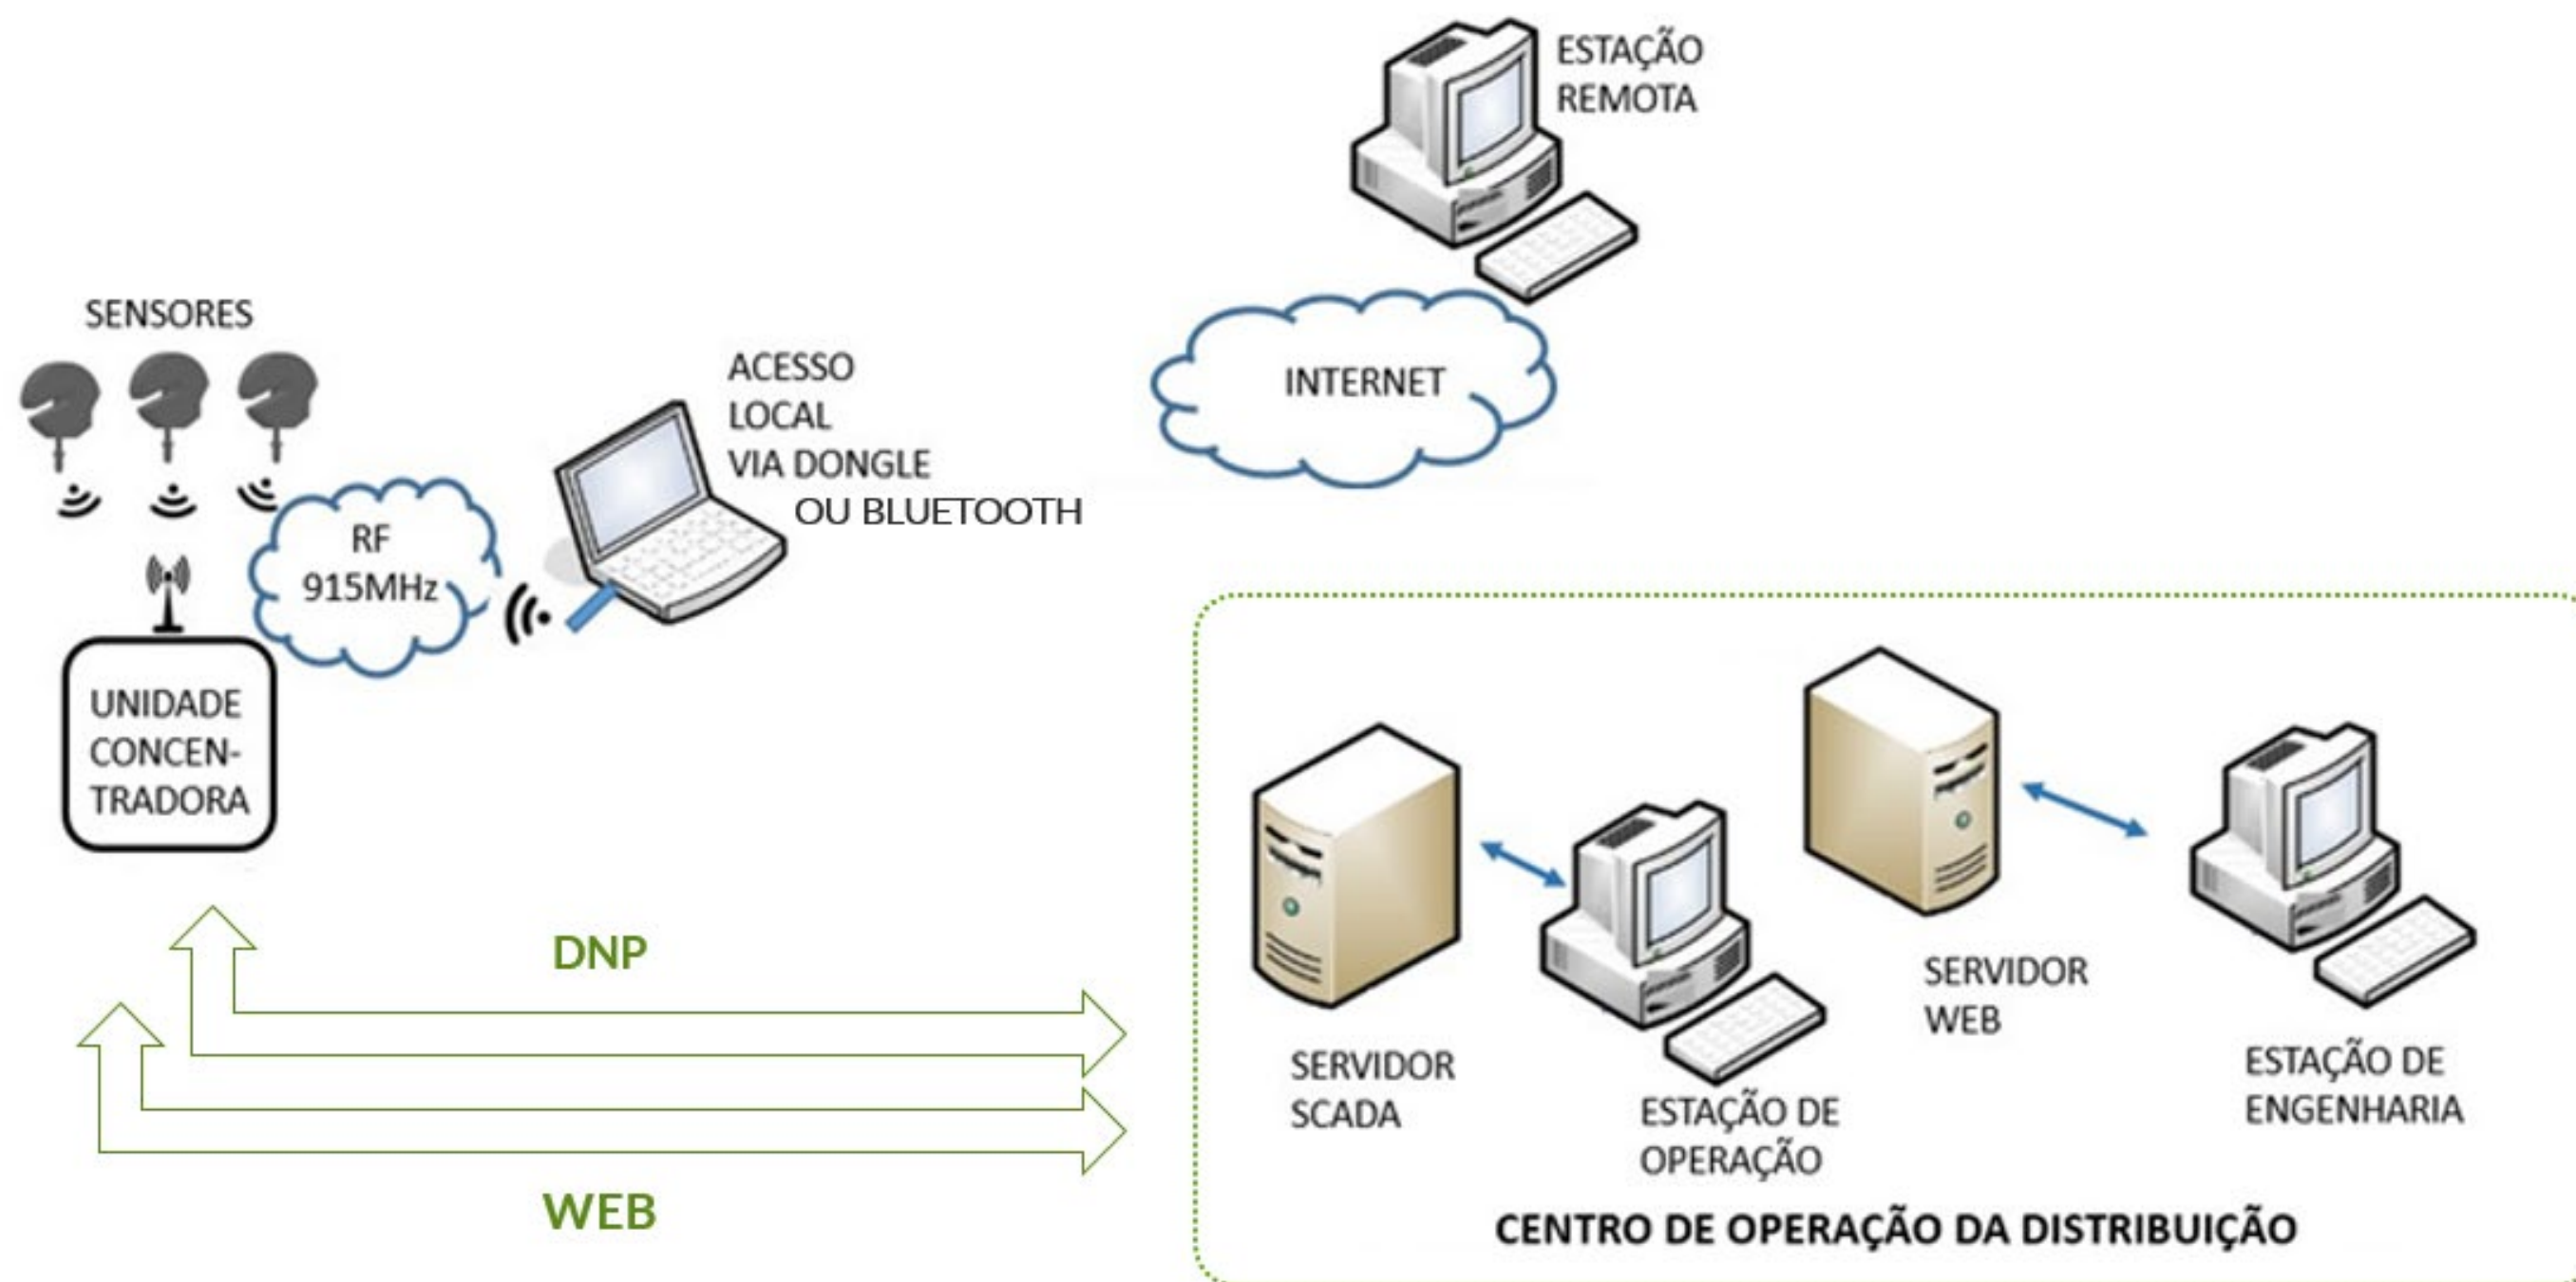 ESTAÇÃO
REMOTA
SENSORES
ACESSO
LOCAL
VIA DONGLE
OU BLUETOOTH
INTERNET
RF
915MHz
UNIDADE
CONCEN-
TRADORA
DNP
WEB
SERVIDOR
SCADA
ESTAÇÃO DE
OPERAÇÃO
SERVIDOR
WEB
ESTAÇÃO DE
ENGENHARIA
CENTRO DE OPERAÇÃO DA DISTRIBUIÇÃO